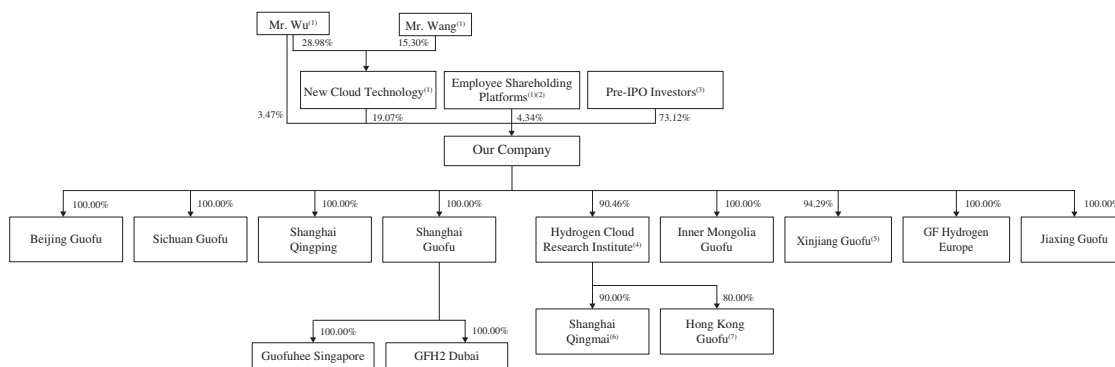 Mr. Wu(1)
Mr. Wang(1)
28.98%
15.30%
New Cloud Technology(1)
Employee Shareholding
Platforms(1)(2)
Pre-IPO Investors(3)
3.47%
19.07%
4.34%
73.12%
Our Company
100.00%
100.00%
100.00%
100.00%
90.46%
100.00%
94.29%
100.00%
100.00%
Beijing Guofu
Sichuan Guofu
Shanghai
Qingping
Shanghai
Guofu
Hydrogen Cloud
Research Institute(4)
Inner Mongolia
Guofu
Xinjiang Guofu(5)
GF Hydrogen
Europe
Jiaxing Guofu
90.00%
80.00%
Shanghai
Qingmai(6)
Hong Kong
Guofu(7)
100.00%
100.00%
Guofuhee Singapore
GFH2 Dubai